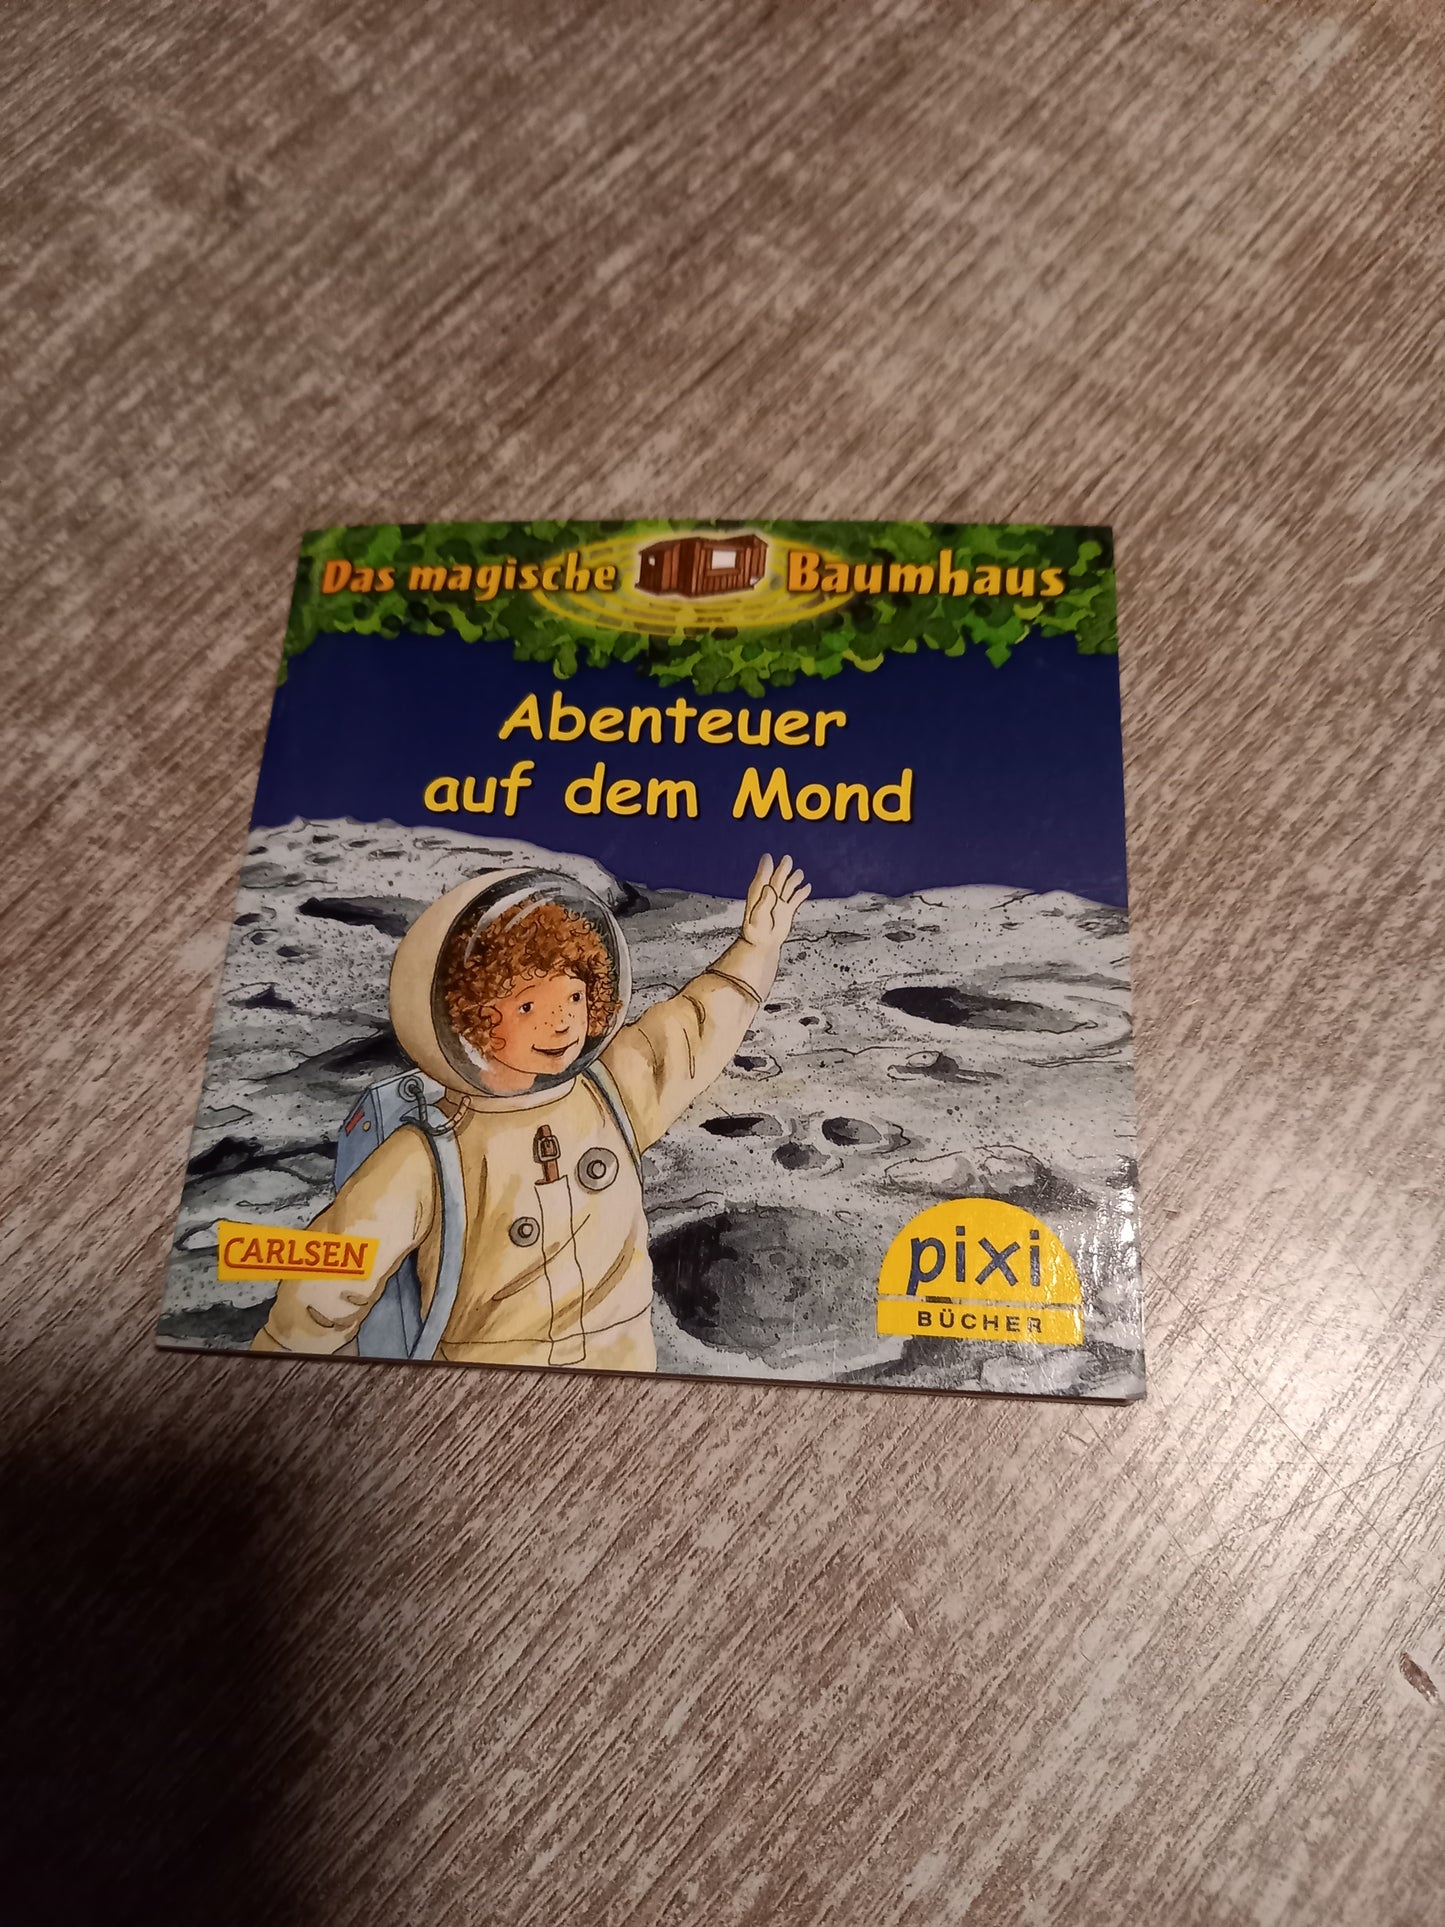 Das magische Baumhaus
Abenteuer
auf dem Mond
CARLSEN
pixi
BÜCHER